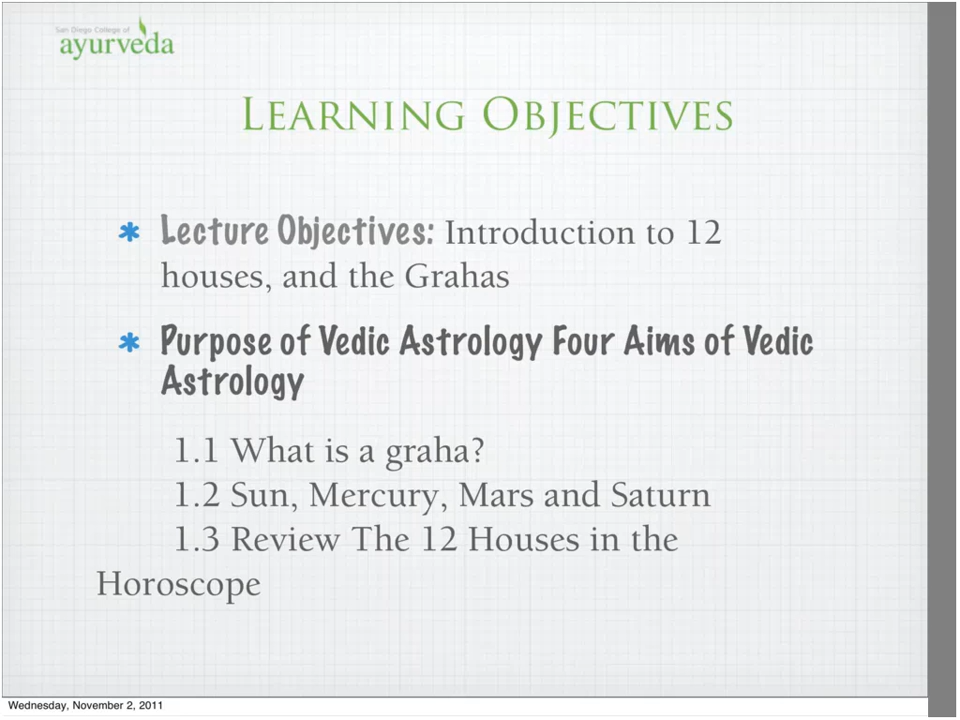 San Diego College of
ayurveda
Learning Objectives
✱ Lecture Objectives: Introduction to 12
houses, and the Grahas
✱ Purpose of Vedic Astrology Four Aims of Vedic
Astrology
1.1 What is a graha?
1.2 Sun, Mercury, Mars and Saturn
1.3 Review The 12 Houses in the
Horoscope
Wednesday, November 2, 2011